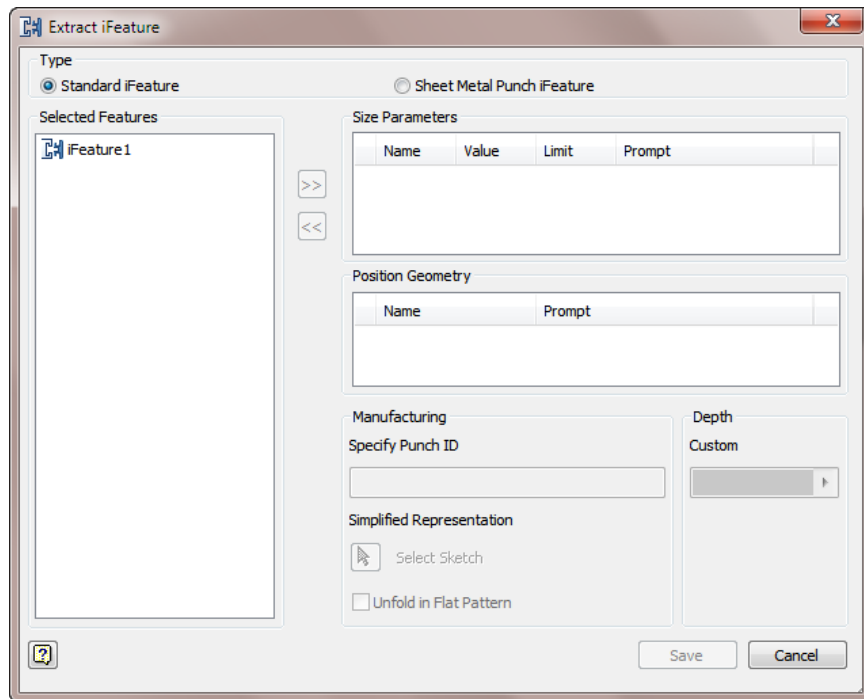 Extract iFeature
Type
Standard iFeature
Sheet Metal Punch iFeature
Selected Features
iFeature1
>>
<<
Size Parameters
Name Value Limit Prompt
Position Geometry
Name Prompt
Manufacturing
Specify Punch ID
Simplified Representation
Select Sketch
Unfold in Flat Pattern
Depth
Custom
Save Cancel